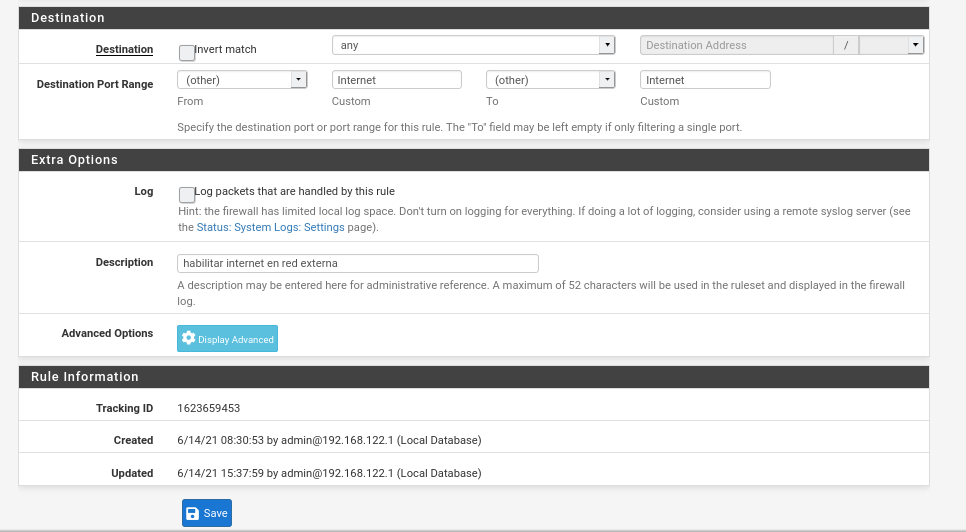 Destination
Destination Invert match any Destination Address /
Destination Port Range (other) Internet (other) Internet
From Custom To Custom
Specify the destination port or port range for this rule. The "To" field may be left empty if only filtering a single port.
Extra Options
Log Log packets that are handled by this rule
Hint: the firewall has limited local log space. Don't turn on logging for everything. If doing a lot of logging, consider using a remote syslog server (see
the Status: System Logs: Settings page).
Description habilitar internet en red externa
A description may be entered here for administrative reference. A maximum of 52 characters will be used in the ruleset and displayed in the firewall
log.
Advanced Options Display Advanced
Rule Information
Tracking ID 1623659453
Created 6/14/21 08:30:53 by admin@192.168.122.1 (Local Database)
Updated 6/14/21 15:37:59 by admin@192.168.122.1 (Local Database)
Save